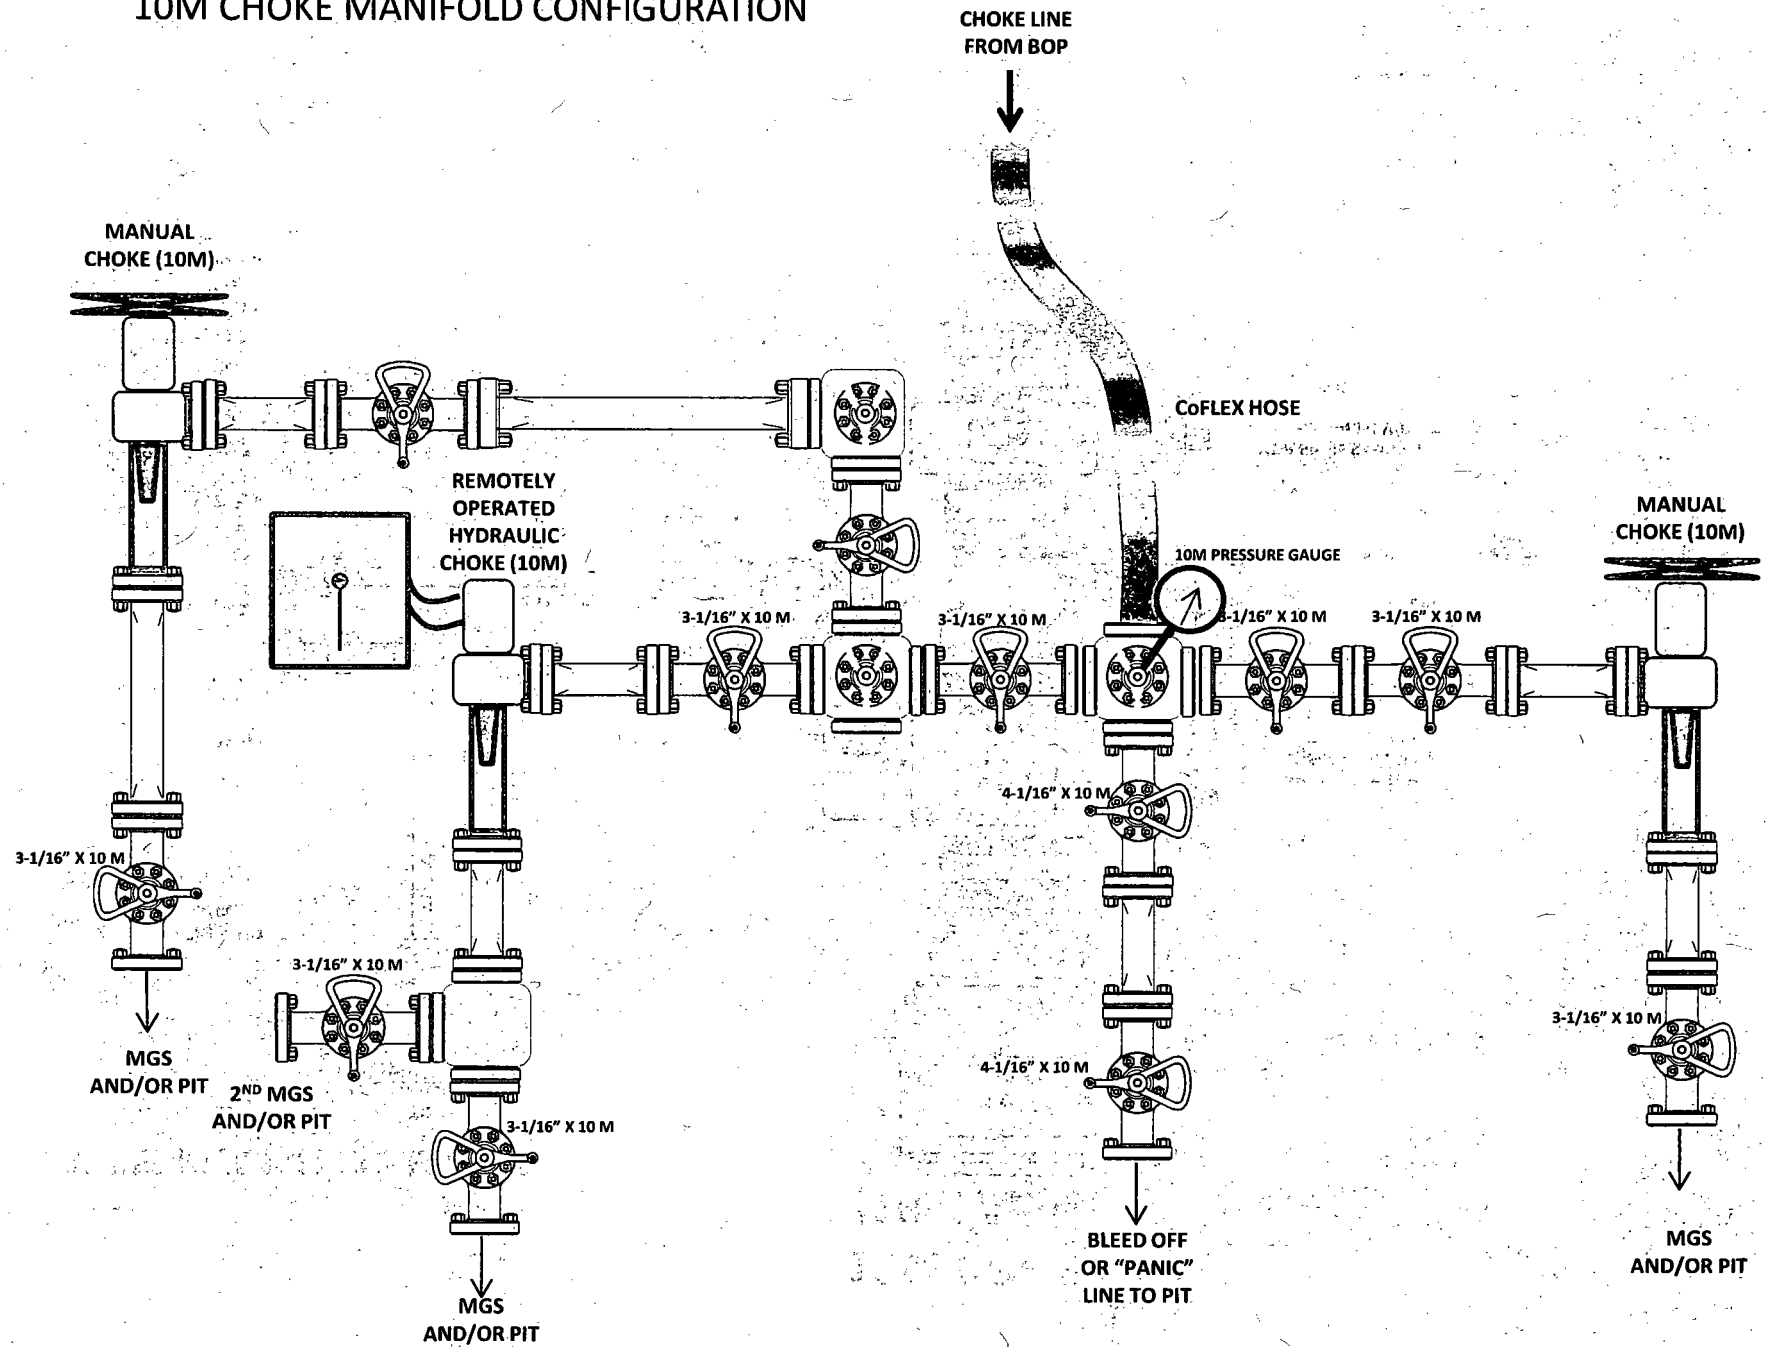 10M CHOKE MANIFOLD CONFIGURATION
CHOKE LINE
FROM BOP
MANUAL
CHOKE (10M)
CoFLEX HOSE
REMOTELY
OPERATED
HYDRAULIC
CHOKE (10M)
MANUAL
CHOKE (10M)
10M PRESSURE GAUGE
3-1/16" X 10 M
3-1/16" X 10 M
3-1/16" X 10 M
3-1/16" X 10 M
4-1/16" X 10 M
3-1/16" X 10 M
3-1/16" X 10 M
3-1/16" X 10 M
MGS
AND/OR PIT
2ND MGS
AND/OR PIT
4-1/16" X 10 M
3-1/16" X 10 M
BLEED OFF
OR "PANIC"
LINE TO PIT
MGS
AND/OR PIT
MGS
AND/OR PIT